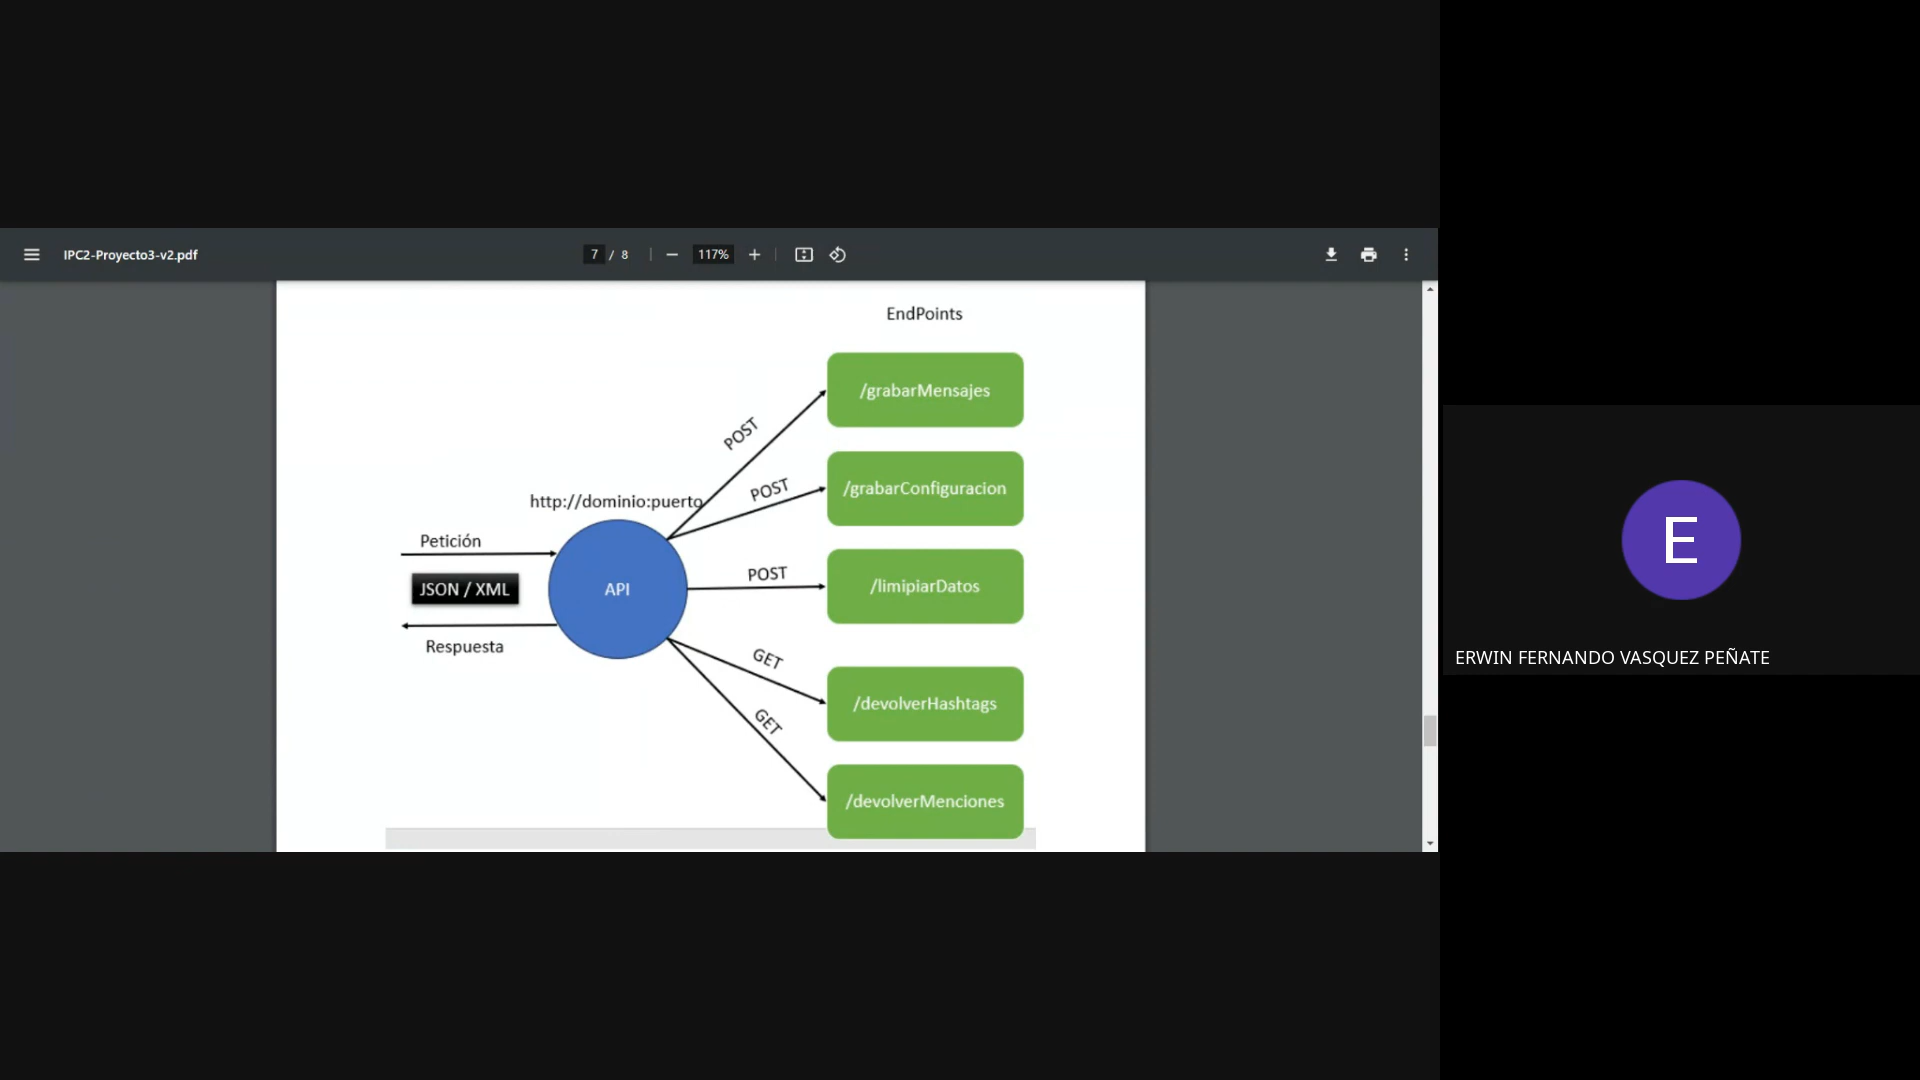 IPC2-Proyecto3-v2.pdf
7 / 8
117%
EndPoints
/grabarMensajes
POST
/grabarConfiguracion
POST
http://dominio:puerto
Petición
JSON / XML
API
POST
/limipiarDatos
Respuesta
GET
/devolverHashtags
GET
/devolverMenciones
E
ERWIN FERNANDO VASQUEZ PEÑATE